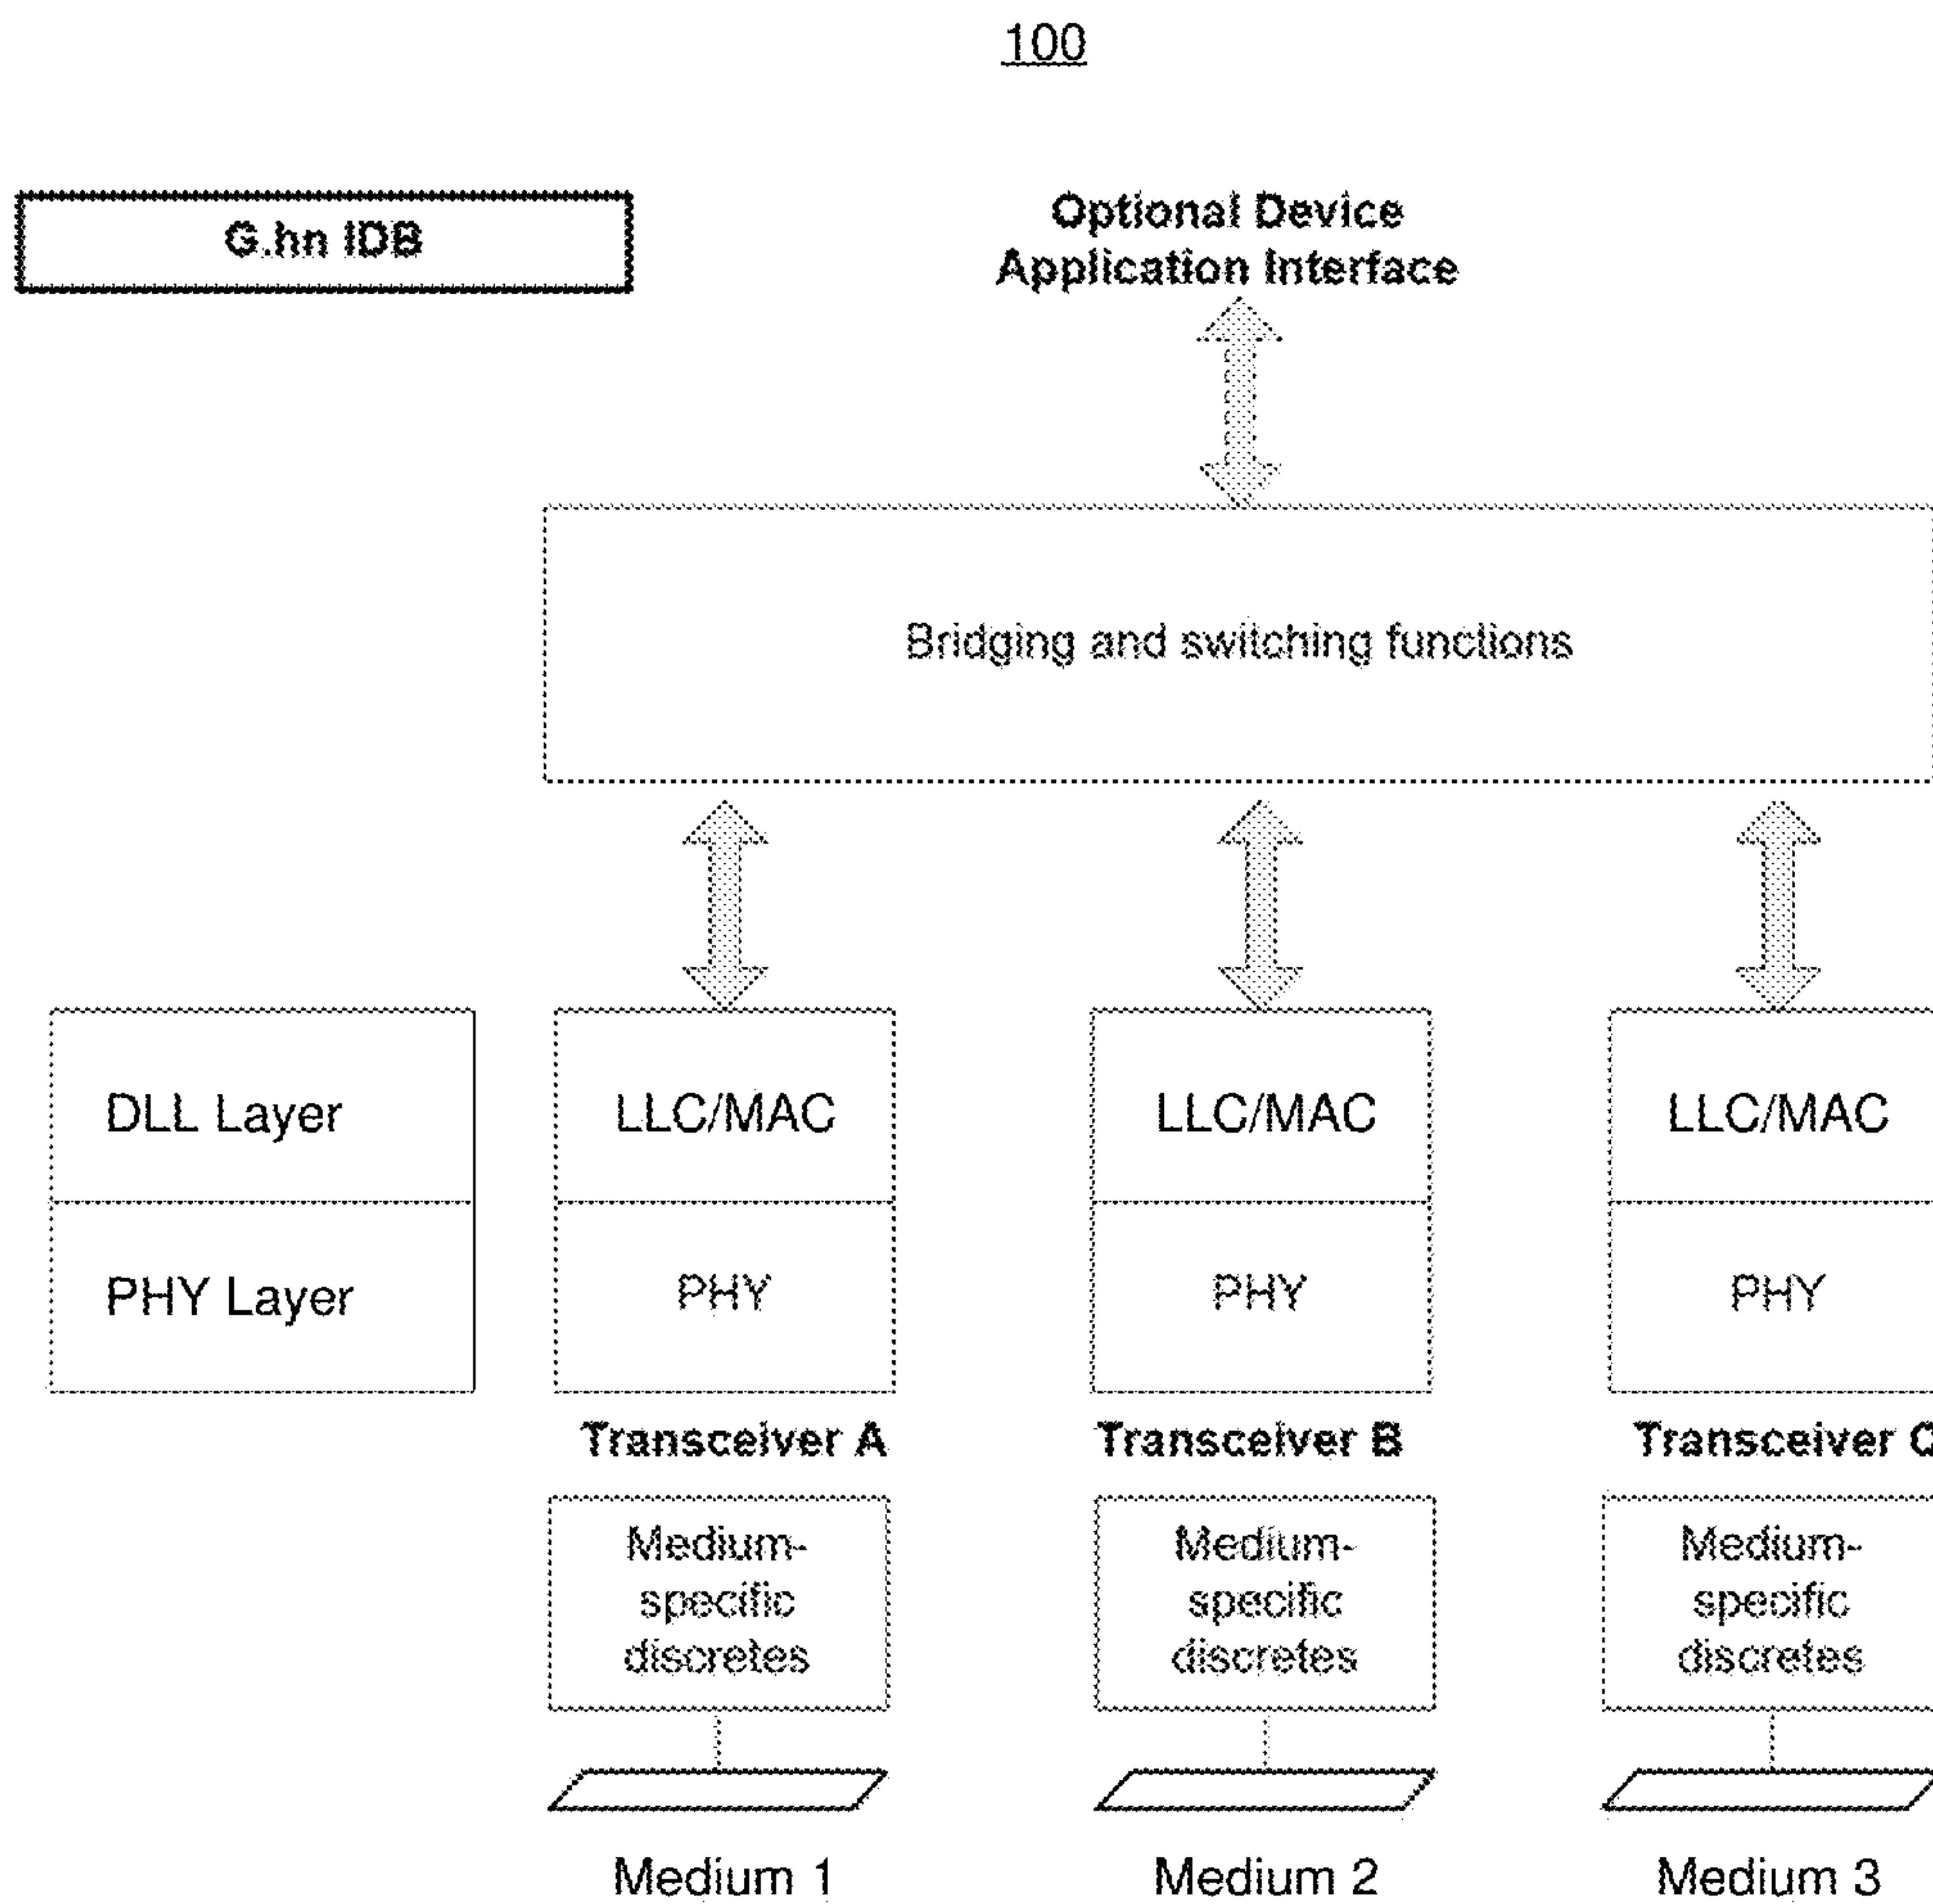 100
G.hn IDB
Optional Device
Application Interface
Bridging and switching functions
DLL Layer
LLC/MAC
LLC/MAC
LLC/MAC
PHY Layer
PHY
PHY
PHY
Transceiver A
Transceiver B
Transceiver C
Medium-
specific
discretes
Medium-
specific
discretes
Medium-
specific
discretes
Medium 1
Medium 2
Medium 3